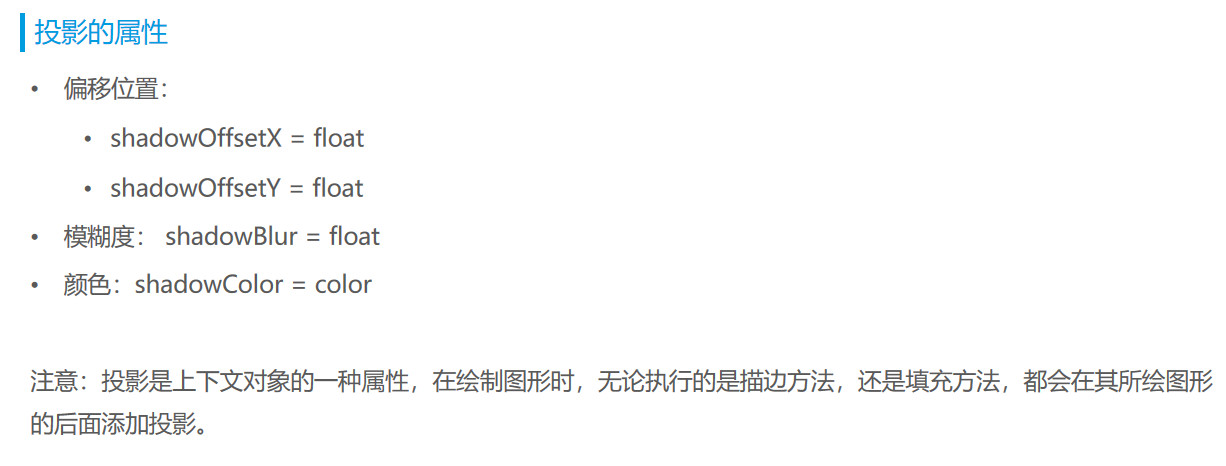 投影的属性
• 偏移位置：
• shadowOffsetX = float
• shadowOffsetY = float
• 模糊度： shadowBlur = float
• 颜色：shadowColor = color
注意：投影是上下文对象的一种属性，在绘制图形时，无论执行的是描边方法，还是填充方法，都会在其所绘图形
的后面添加投影。